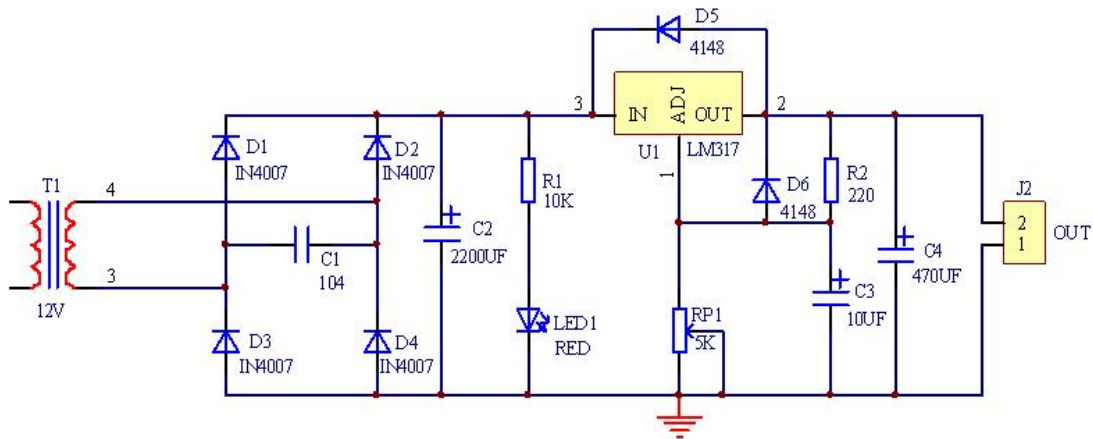 D5
4148
3
IN
ADJ
OUT
2
U1
LM317
1
D1
IN4007
D2
IN4007
T1
4
3
12V
C1
104
D3
IN4007
D4
IN4007
C2
2200UF
R1
10K
LED1
RED
D6
4148
R2
220
RP1
5K
C3
10UF
C4
470UF
J2
2
1
OUT